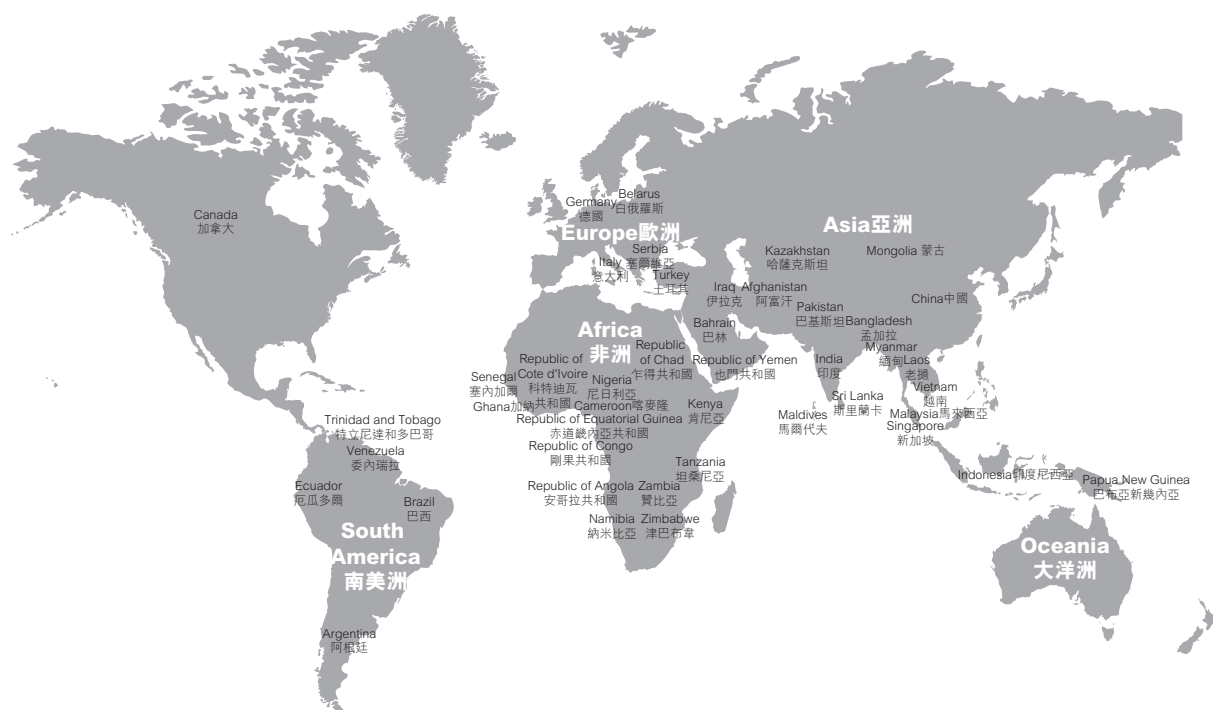 Canada
加拿大
Germany
德國
Belarus
白俄羅斯
Europe歐洲
Serbia
塞爾維亞
Italy
意大利
Turkey
土耳其
Asia亞洲
Kazakhstan
哈薩克斯坦
Mongolia 蒙古
Iraq
伊拉克
Afghanistan
阿富汗
China中國
Pakistan
巴基斯坦
Bangladesh
孟加拉
Bahrain
巴林
Myanmar
緬甸
Laos
老撾
Republic of Yemen
也門共和國
India
印度
Vietnam
越南
Sri Lanka
斯里蘭卡
Maldives
馬爾代夫
Malaysia馬來西亞
Singapore
新加坡
Indonesia印度尼西亞
Papua New Guinea
巴布亞新幾內亞
Africa
非洲
Republic
of Chad
乍得共和國
Republic of
Cote d'Ivoire
科特迪瓦
共和國
Senegal
塞內加爾
Nigeria
尼日利亞
Ghana加納
Cameroon喀麥隆
Kenya
肯尼亞
Republic of Equatorial Guinea
赤道畿內亞共和國
Republic of Congo
剛果共和國
Tanzania
坦桑尼亞
Republic of Angola
安哥拉共和國
Zambia
贊比亞
Namibia
納米比亞
Zimbabwe
津巴布韋
Trinidad and Tobago
特立尼達和多巴哥
Venezuela
委內瑞拉
Ecuador
厄瓜多爾
Brazil
巴西
South
America
南美洲
Argentina
阿根廷
Oceania
大洋洲